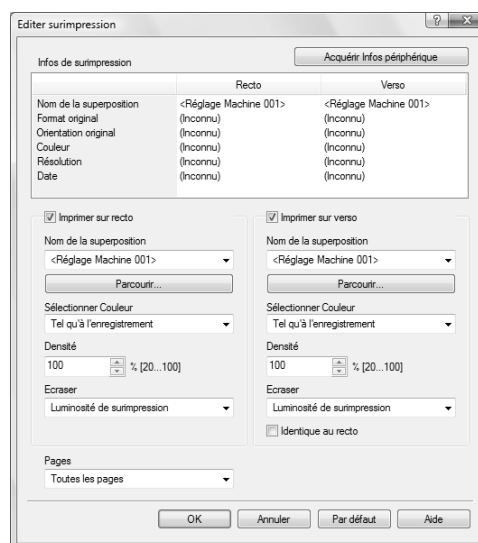 Editer surimpression
Infos de surimpression
Acquérir Infos périphérique
Recto Verso
Nom de la superposition <Réglage Machine 001> <Réglage Machine 001>
Format original (Inconnu) (Inconnu)
Orientation original (Inconnu) (Inconnu)
Couleur (Inconnu) (Inconnu)
Résolution (Inconnu) (Inconnu)
Date (Inconnu) (Inconnu)
Imprimer sur recto
Nom de la superposition
<Réglage Machine 001>
Parcourir...
Sélectionner Couleur
Tel qu'à l'enregistrement
Densité
100 % [20...100]
Ecraser
Luminosité de surimpression
Imprimer sur verso
Nom de la superposition
<Réglage Machine 001>
Parcourir...
Sélectionner Couleur
Tel qu'à l'enregistrement
Densité
100 % [20...100]
Ecraser
Luminosité de surimpression
Identique au recto
Pages
Toutes les pages
OK Annuler Par défaut Aide